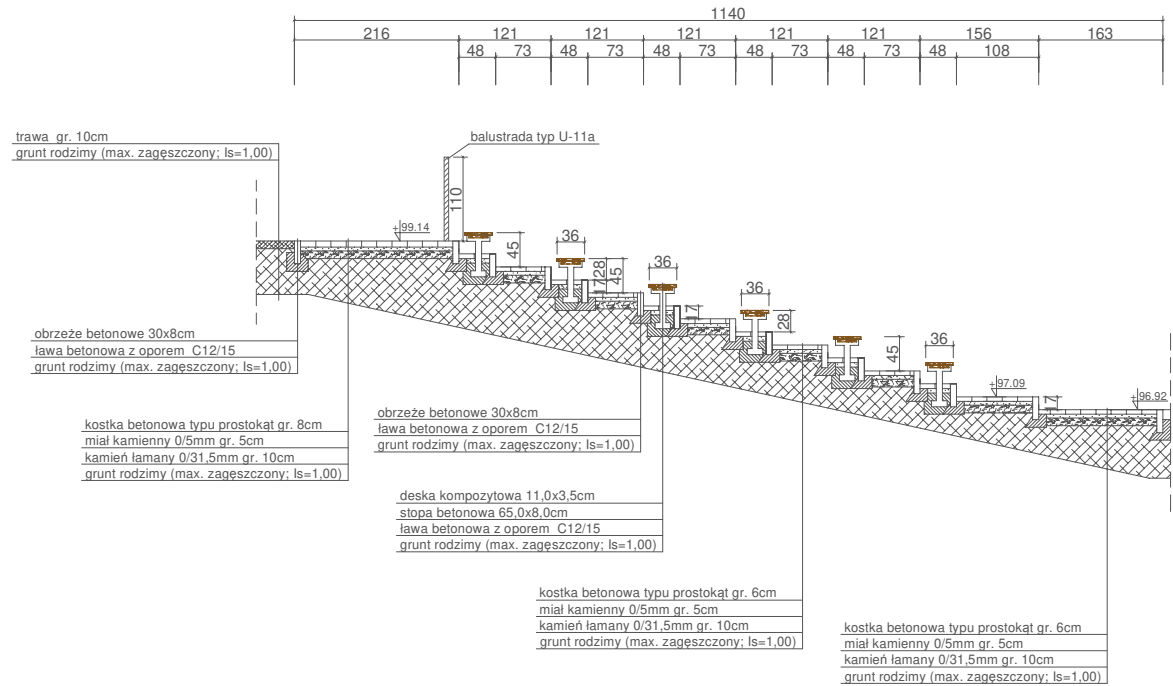 1140
216 121 121 121 121 121 156 163
48 73 48 73 48 73 48 73 48 73 48 108
trawa gr. 10cm
grunt rodzimy (max. zagęszczony; Is=1,00)
balustrada typ U-11a
110
+99.14
45
36
17
28
45
36
17
36
28
45
36
+97.09
17
+96.92
obrzeże betonowe 30x8cm
ława betonowa z oporem C12/15
grunt rodzimy (max. zagęszczony; Is=1,00)
kostka betonowa typu prostokąt gr. 8cm
miał kamienny 0/5mm gr. 5cm
kamień łamany 0/31,5mm gr. 10cm
grunt rodzimy (max. zagęszczony; Is=1,00)
obrzeże betonowe 30x8cm
ława betonowa z oporem C12/15
grunt rodzimy (max. zagęszczony; Is=1,00)
deska kompozytowa 11,0x3,5cm
stopa betonowa 65,0x8,0cm
ława betonowa z oporem C12/15
grunt rodzimy (max. zagęszczony; Is=1,00)
kostka betonowa typu prostokąt gr. 6cm
miał kamienny 0/5mm gr. 5cm
kamień łamany 0/31,5mm gr. 10cm
grunt rodzimy (max. zagęszczony; Is=1,00)
kostka betonowa typu prostokąt gr. 6cm
miał kamienny 0/5mm gr. 5cm
kamień łamany 0/31,5mm gr. 10cm
grunt rodzimy (max. zagęszczony; Is=1,00)